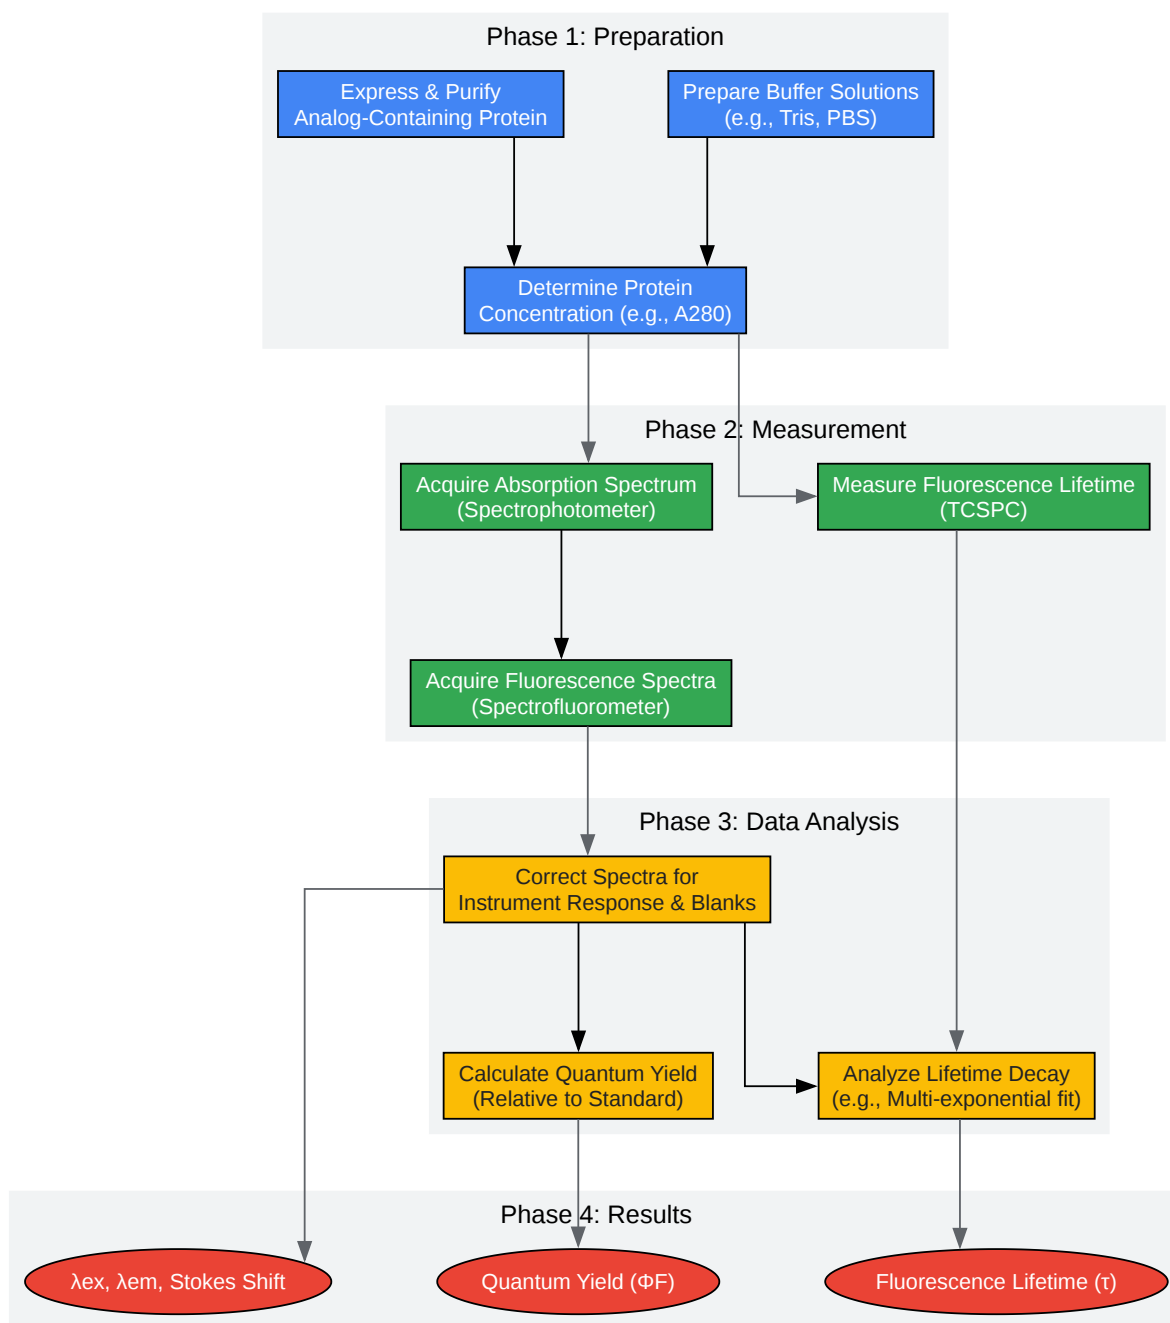 Phase 1: Preparation
Express & Purify
Analog-Containing Protein
Prepare Buffer Solutions
(e.g., Tris, PBS)
Determine Protein
Concentration (e.g., A280)
Phase 2: Measurement
Acquire Absorption Spectrum
(Spectrophotometer)
Measure Fluorescence Lifetime
(TCSPC)
Acquire Fluorescence Spectra
(Spectrofluorometer)
Phase 3: Data Analysis
Correct Spectra for
Instrument Response & Blanks
Calculate Quantum Yield
(Relative to Standard)
Analyze Lifetime Decay
(e.g., Multi-exponential fit)
Phase 4: Results
λex, λem, Stokes Shift
Quantum Yield (ΦF)
Fluorescence Lifetime (τ)